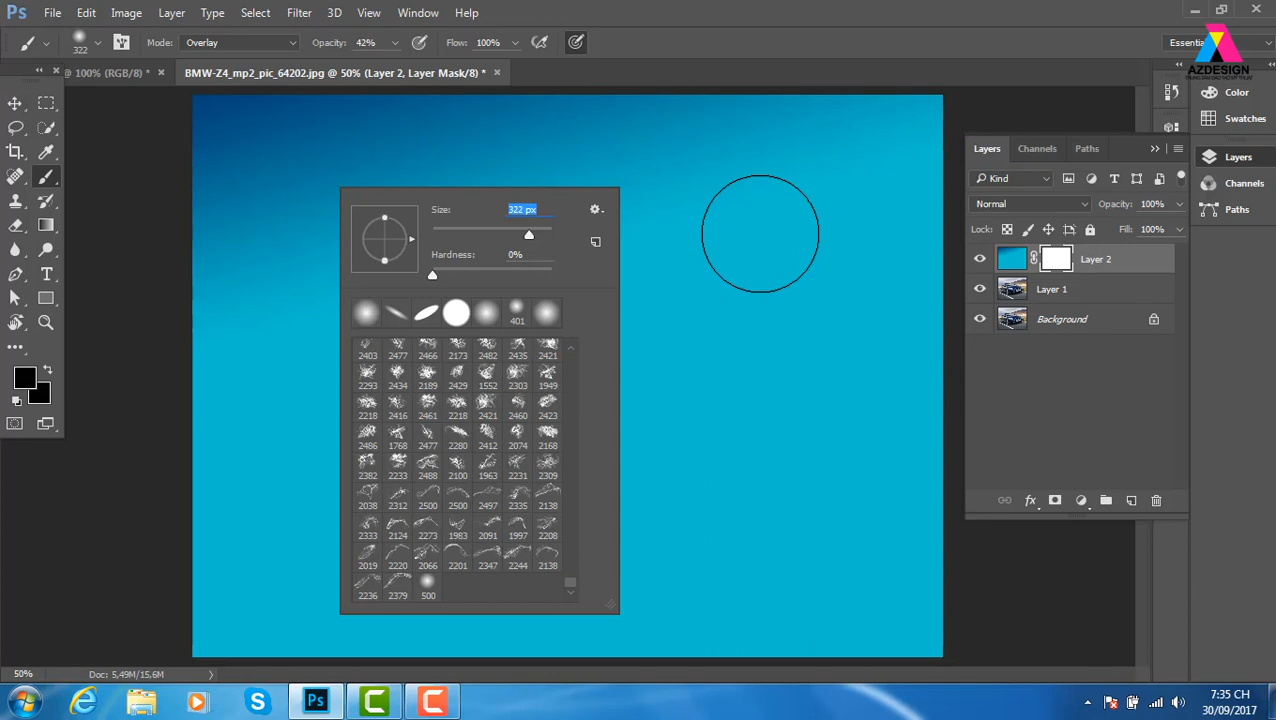 Ps File Edit Image Layer Type Select Filter 3D View Window Help
322 Mode: Overlay Opacity: 42% Flow: 100% Essenti
AZDESIGN
@ 100% (RGB/8) * × BMW-Z4_mp2_pic_64202.jpg @ 50% (Layer 2, Layer Mask/8) * ×
Color
Swatches
Layers
Channels
Paths
Layers Channels Paths
Kind
Normal Opacity: 100%
Lock: Fill: 100%
Layer 2
Layer 1
Background
fx
Size: 322 px
Hardness: 0%
401
2403 2477 2466 2173 2482 2435 2421
2293 2434 2189 2429 1552 2303 1949
2218 2416 2461 2218 2421 2460 2423
2486 1768 2477 2280 2412 2074 2168
2382 2233 2488 2100 1963 2231 2309
2038 2312 2500 2500 2497 2335 2138
2333 2124 2273 1983 2091 1997 2208
2019 2220 2066 2201 2347 2244 2138
2236 2379 500
50% Doc: 5,49M/15,6M
Ps
7:35 CH
30/09/2017